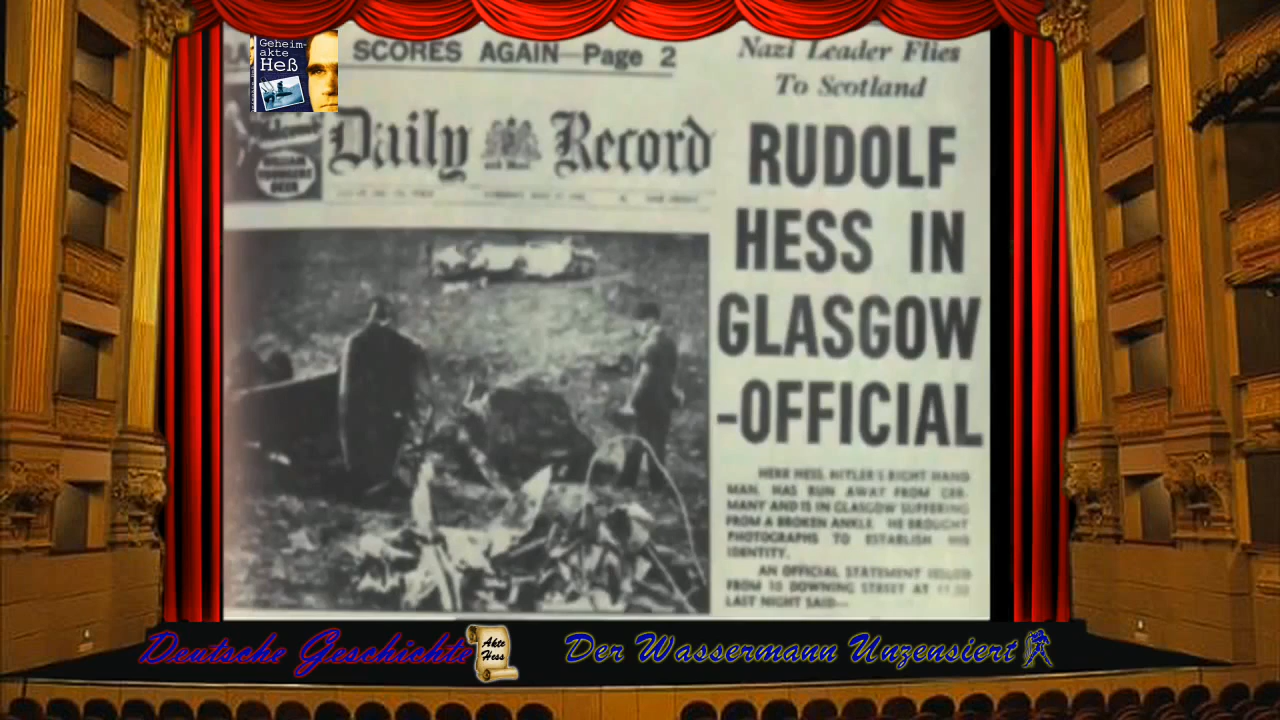 Geheim-
akte
Heß
SCORES AGAIN—Page 2
Daily Record
WILLIAM
YOUNGER'S
BEER
Nazi Leader Flies
To Scotland
RUDOLF
HESS IN
GLASGOW
-OFFICIAL
HERR HESS, HITLER'S RIGHT HAND
MAN, HAS RUN AWAY FROM GER-
MANY AND IS IN GLASGOW SUFFERING
FROM A BROKEN ANKLE. HE BROUGHT
PHOTOGRAPHS TO ESTABLISH HIS
IDENTITY.
AN OFFICIAL STATEMENT ISSUED
FROM 10 DOWNING STREET AT
LAST NIGHT SAID—
Deutsche Geschichte
Akte
Hess
Der Wassermann Unzensiert